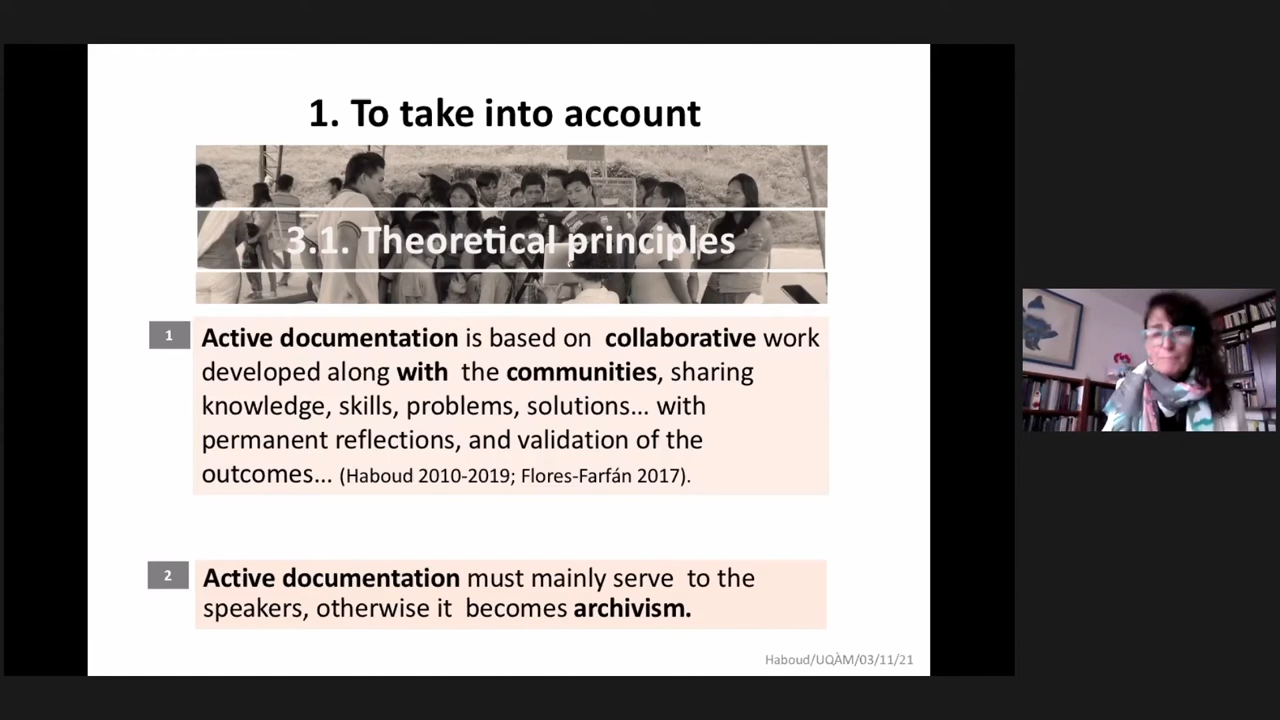 1. To take into account
3.1. Theoretical principles
1
Active documentation is based on collaborative work
developed along with the communities, sharing
knowledge, skills, problems, solutions... with
permanent reflections, and validation of the
outcomes... (Haboud 2010-2019; Flores-Farfán 2017).
2
Active documentation must mainly serve to the
speakers, otherwise it becomes archivism.
Haboud/UQÀM/03/11/21